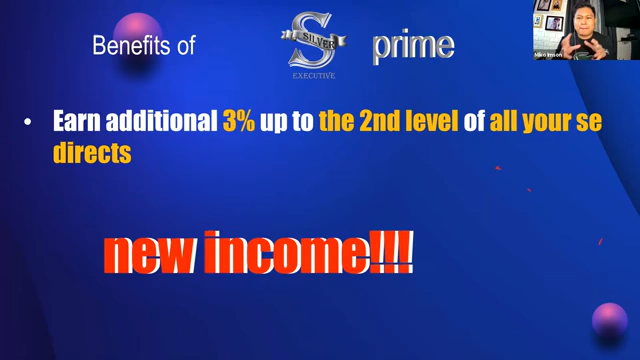 Benefits of
S
SILVER
EXECUTIVE
prime
• Earn additional 3% up to the 2nd level of all your se
directs
new income!!!